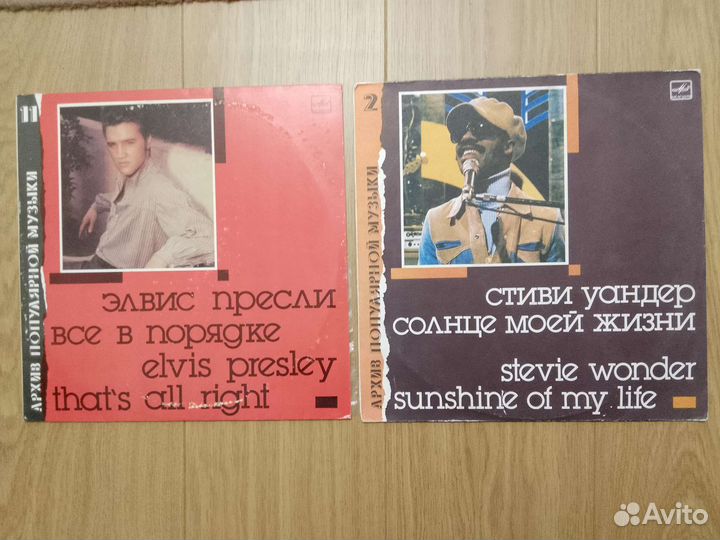 11
АРХИВ ПОПУЛЯРНОЙ МУЗЫКИ
элвис пресли
все в порядке
elvis presley
that's all right
2
АРХИВ ПОПУЛЯРНОЙ МУЗЫКИ
стиви уандер
солнце моей жизни
stevie wonder
sunshine of my life
Avito